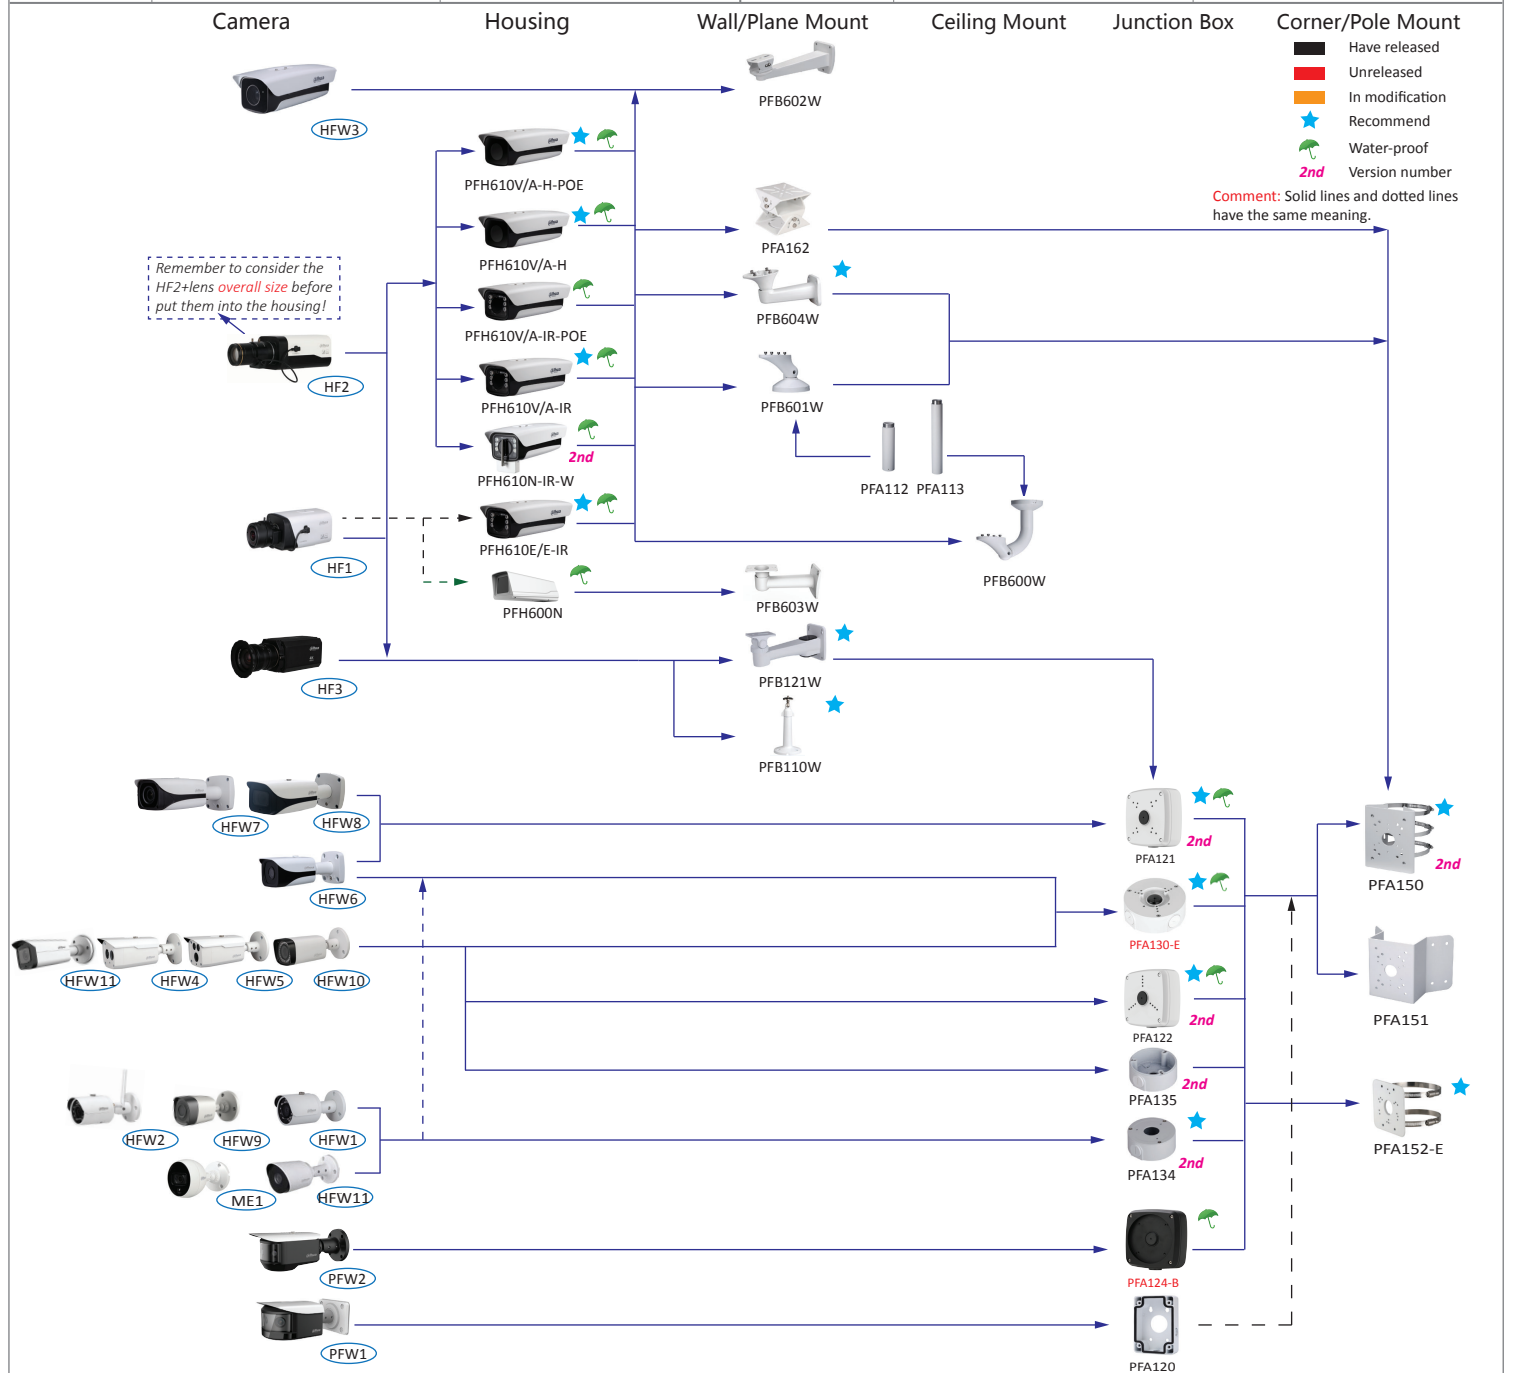 Camera
Housing
Wall/Plane Mount
Ceiling Mount
Junction Box
Corner/Pole Mount
Have released
Unreleased
In modification
Recommend
Water-proof
2nd Version number
Comment: Solid lines and dotted lines
have the same meaning.
HFW3
PFB602W
PFH610V/A-H-POE
PFH610V/A-H
PFA162
Remember to consider the
HF2+lens overall size before
put them into the housing!
PFH610V/A-IR-POE
PFB604W
HF2
PFH610V/A-IR
PFB601W
2nd
PFH610N-IR-W
PFA112
PFA113
HF1
PFH610E/E-IR
PFB600W
PFH600N
PFB603W
HF3
PFB121W
PFB110W
HFW7
HFW8
2nd
PFA121
2nd
PFA150
HFW6
PFA130-E
HFW11
HFW4
HFW5
HFW10
2nd
PFA122
PFA151
2nd
PFA135
HFW2
HFW9
HFW1
PFA152-E
2nd
PFA134
ME1
HFW11
PFW2
PFA124-B
PFW1
PFA120